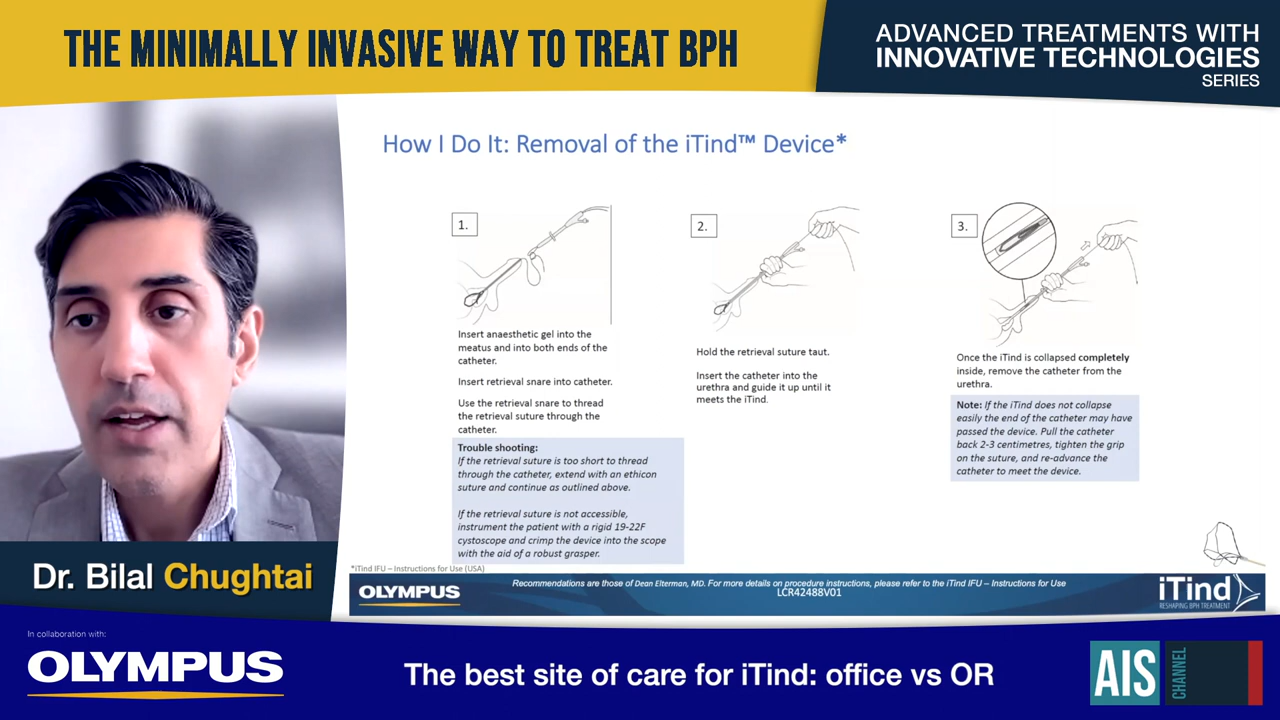 THE MINIMALLY INVASIVE WAY TO TREAT BPH
ADVANCED TREATMENTS WITH
INNOVATIVE TECHNOLOGIES
SERIES
How I Do It: Removal of the iTind™ Device*
1.
Insert anaesthetic gel into the
meatus and into both ends of the
catheter.
Insert retrieval snare into catheter.
Use the retrieval snare to thread
the retrieval suture through the
catheter.
Trouble shooting:
If the retrieval suture is too short to thread
through the catheter, extend with an ethicon
suture and continue as outlined above.
If the retrieval suture is not accessible,
instrument the patient with a rigid 19-22F
cystoscope and crimp the device into the scope
with the aid of a robust grasper.
2.
Hold the retrieval suture taut.
Insert the catheter into the
urethra and guide it up until it
meets the iTind.
3.
Once the iTind is collapsed completely
inside, remove the catheter from the
urethra.
Note: If the iTind does not collapse
easily the end of the catheter may have
passed the device. Pull the catheter
back 2-3 centimetres, tighten the grip
on the suture, and re-advance the
catheter to meet the device.
*iTind IFU – Instructions for Use (USA)
OLYMPUS
Recommendations are those of Dean Elterman, MD. For more details on procedure instructions, please refer to the iTind IFU – Instructions for Use
LCR42488V01
iTind
RESHAPING BPH TREATMENT
Dr. Bilal Chughtai
In collaboration with:
OLYMPUS
The best site of care for iTind: office vs OR
AIS
CHANNEL